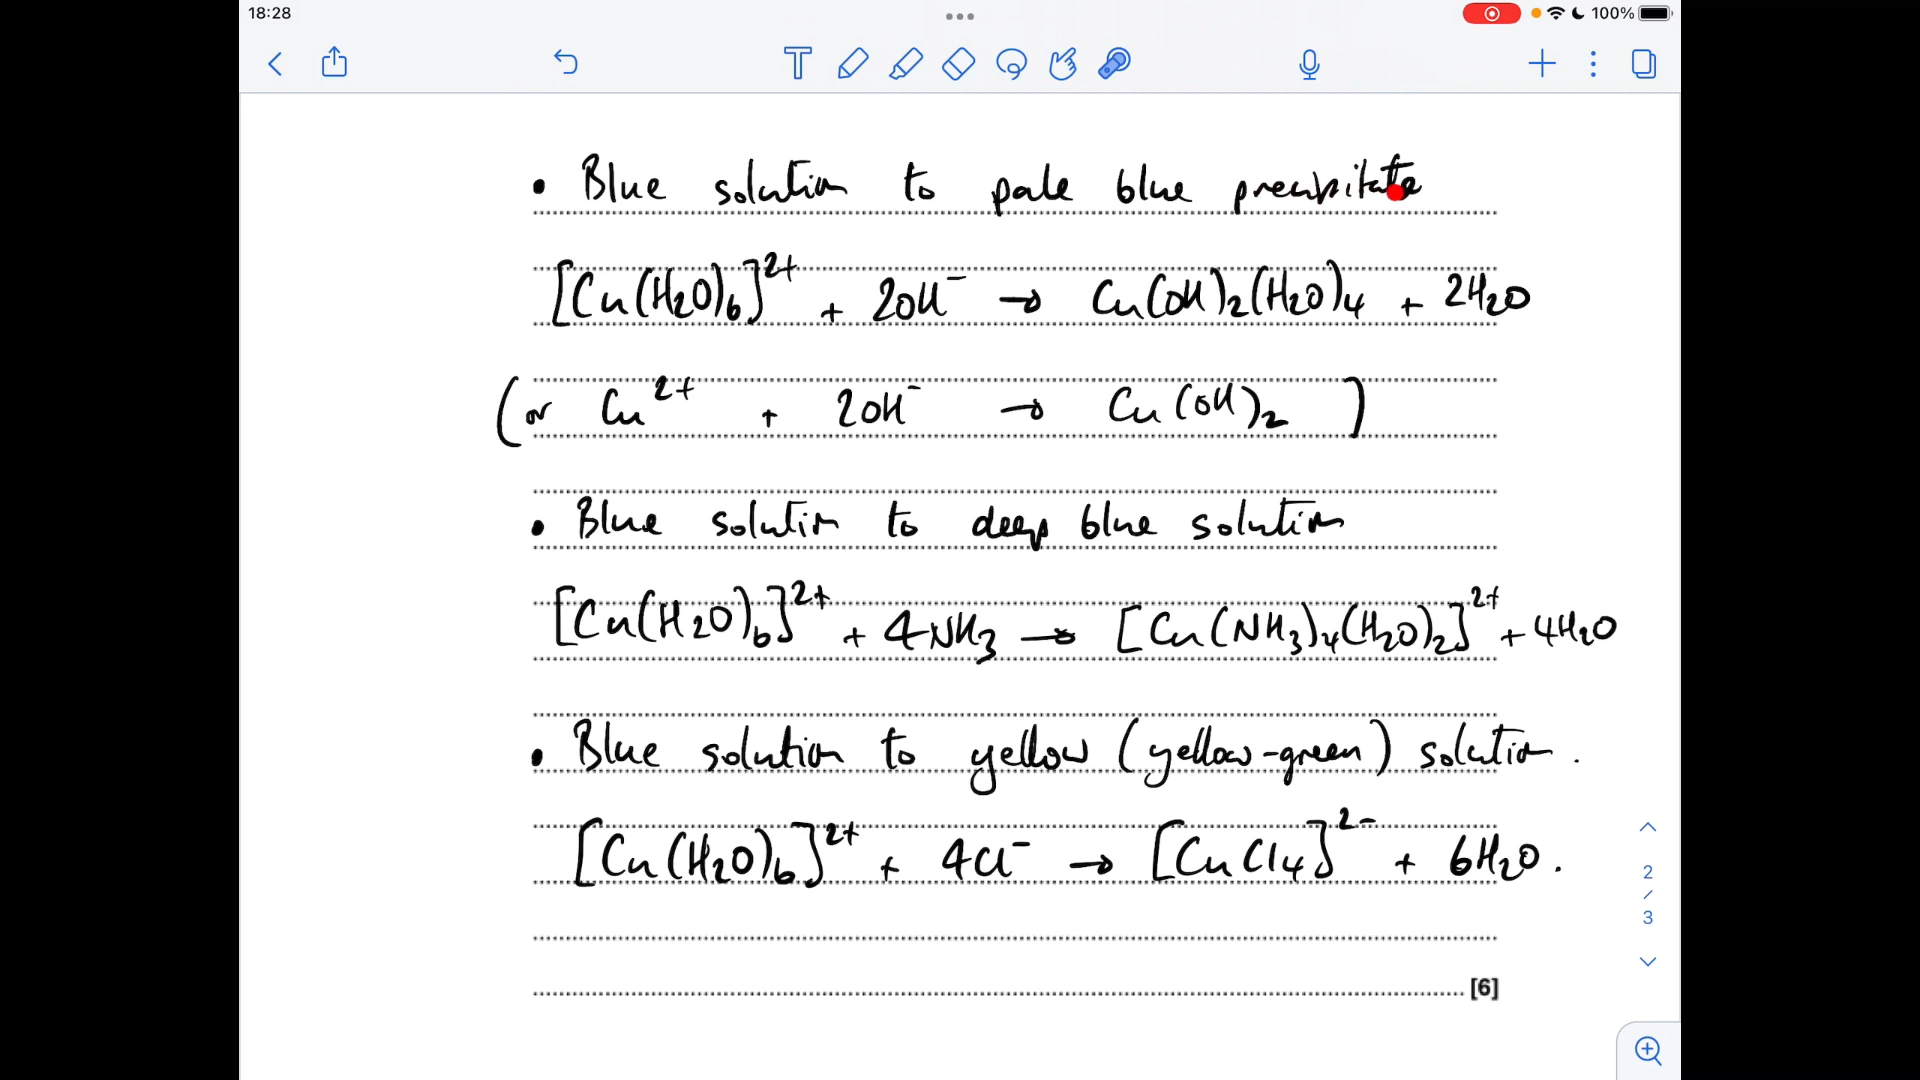 18:28
100%
• Blue solution to pale blue precipitate
[Cu(H₂O)₆]²⁺ + 2OH⁻ → Cu(OH)₂(H₂O)₄ + 2H₂O
(or Cu²⁺ + 2OH⁻ → Cu(OH)₂ )
• Blue solution to deep blue solution
[Cu(H₂O)₆]²⁺ + 4NH₃ → [Cu(NH₃)₄(H₂O)₂]²⁺ + 4H₂O
• Blue solution to yellow (yellow-green) solution.
[Cu(H₂O)₆]²⁺ + 4Cl⁻ → [CuCl₄]²⁻ + 6H₂O.
2
/
3
[6]